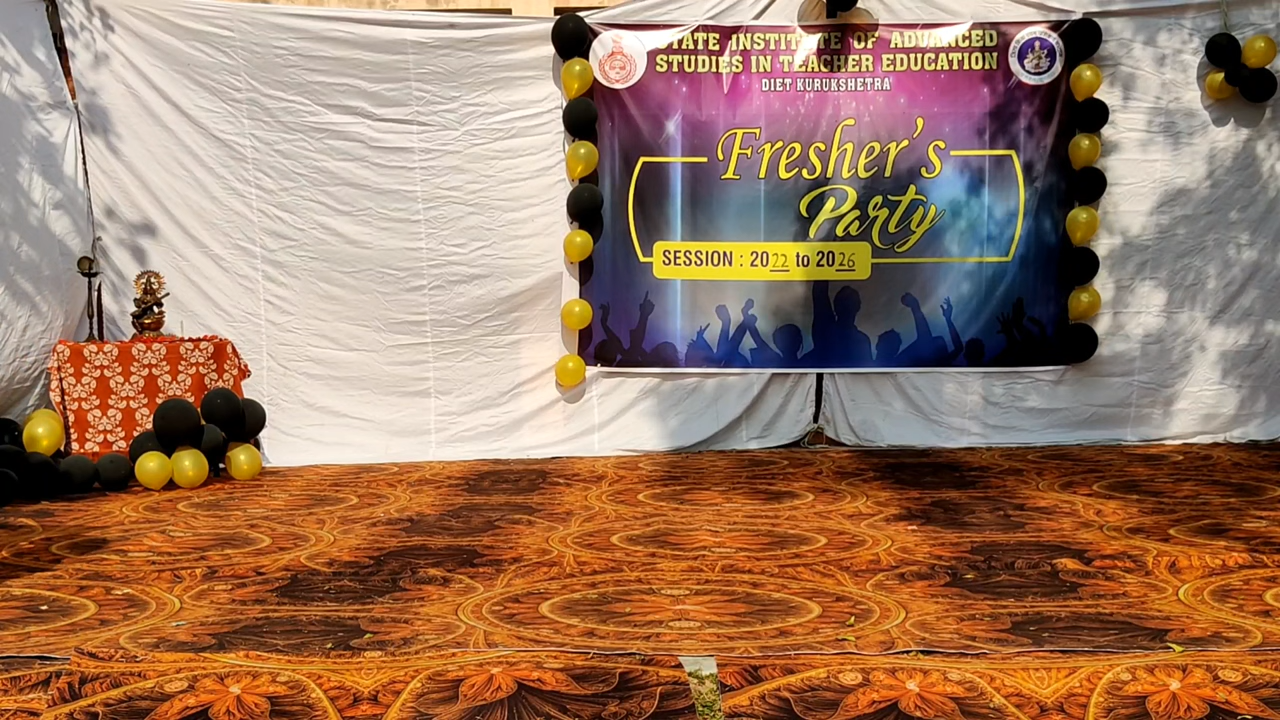 STATE INSTITUTE OF ADVANCED
STUDIES IN TEACHER EDUCATION
DIET KURUKSHETRA
Fresher's
Party
SESSION : 2022 to 2026